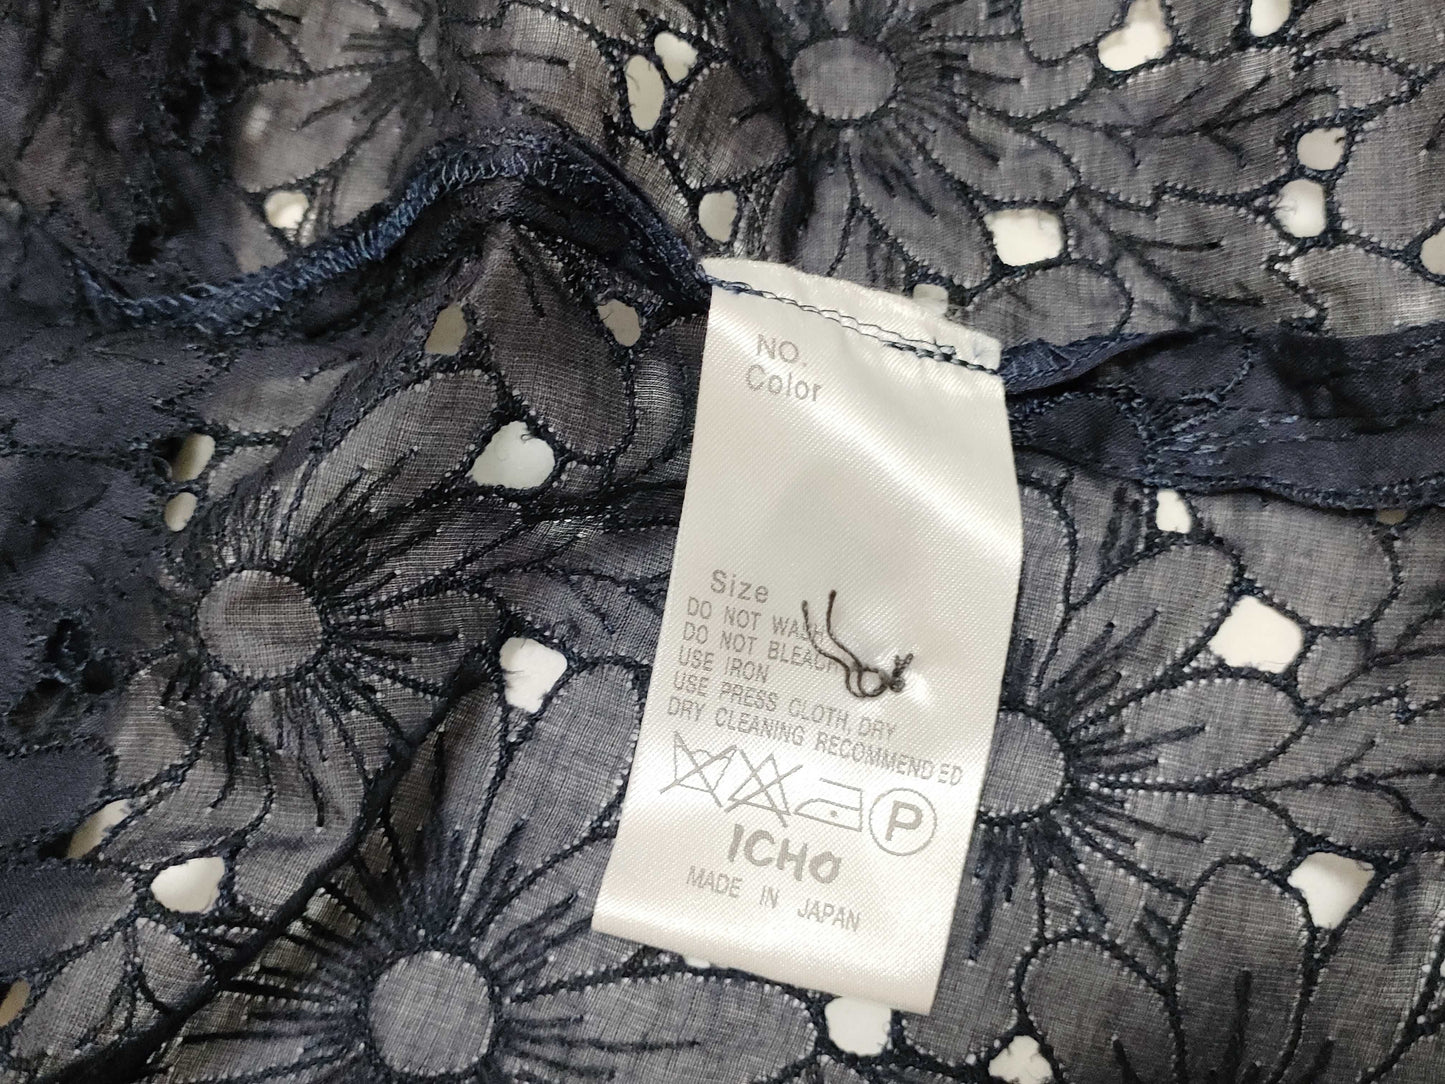 NO.
Color
Size
DO NOT WASH
DO NOT BLEACH
USE IRON
USE PRESS CLOTH, DRY
DRY CLEANING RECOMMENDED
P
ICHO
MADE IN JAPAN